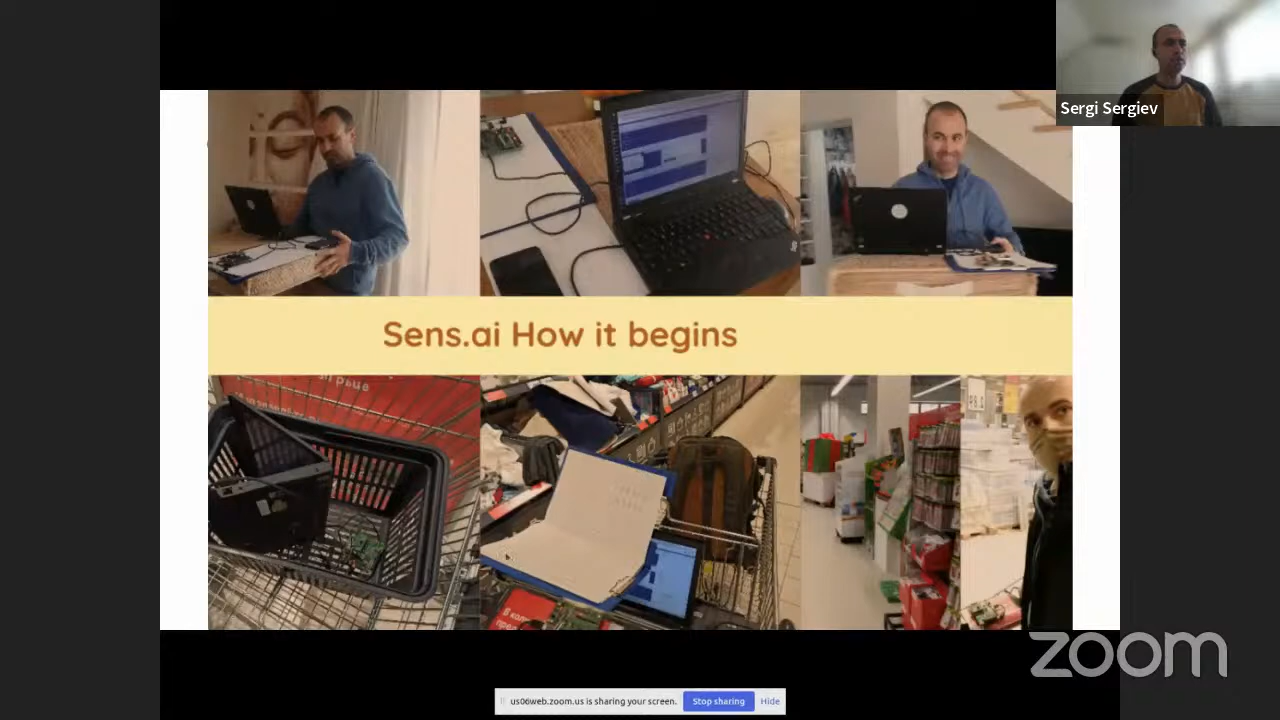 Sergi Sergiev
Sens.ai How it begins
zoom
us06web.zoom.us is sharing your screen.
Stop sharing
Hide